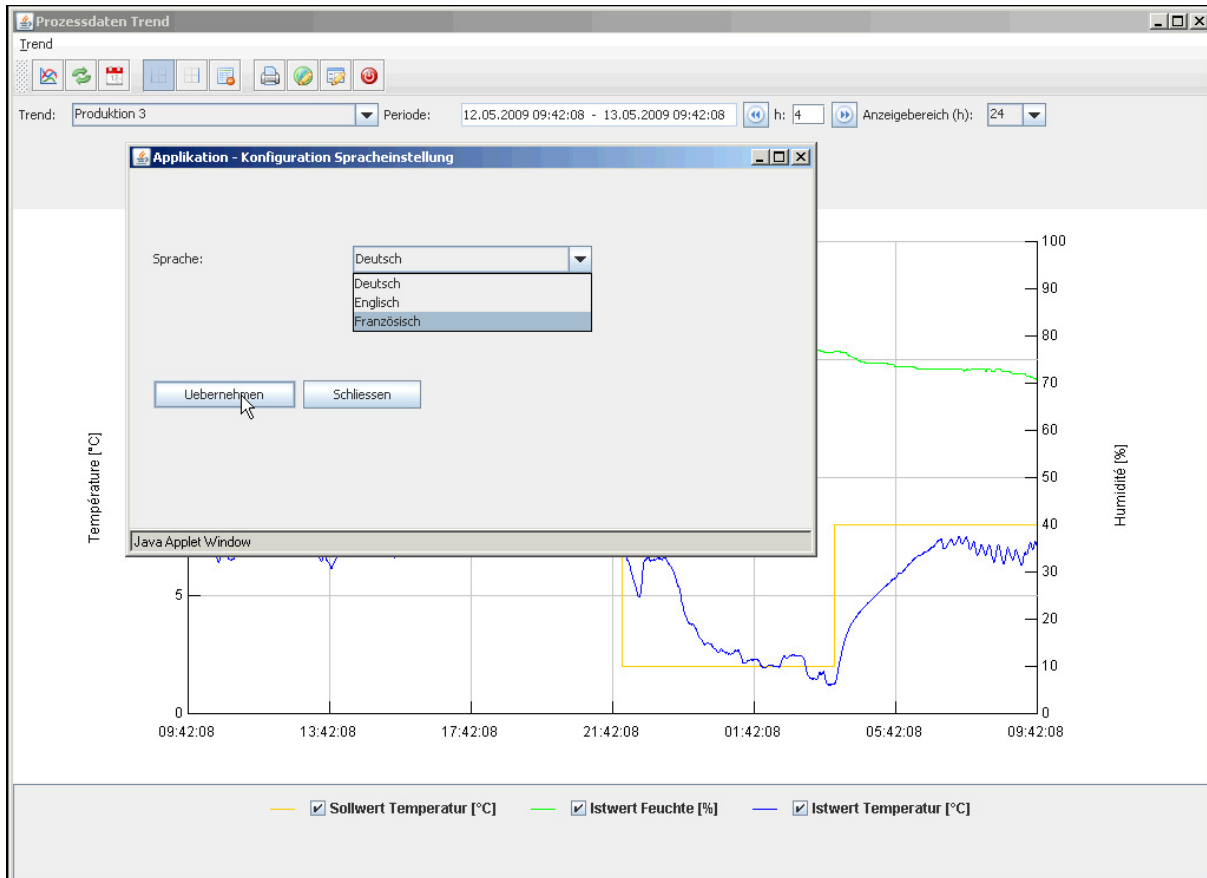 Prozessdaten Trend
Trend
12
Trend: Produktion 3 Periode: 12.05.2009 09:42:08 - 13.05.2009 09:42:08 h: 4 Anzeigebereich (h): 24
Applikation - Konfiguration Spracheinstellung
Sprache: Deutsch
Deutsch
Englisch
Französisch
Uebernehmen Schliessen
Java Applet Window
Température [°C]
5
0
100
90
80
70
60
50
40
30
20
10
0
Humidité [%]
09:42:08 13:42:08 17:42:08 21:42:08 01:42:08 05:42:08 09:42:08
Sollwert Temperatur [°C] Istwert Feuchte [%] Istwert Temperatur [°C]